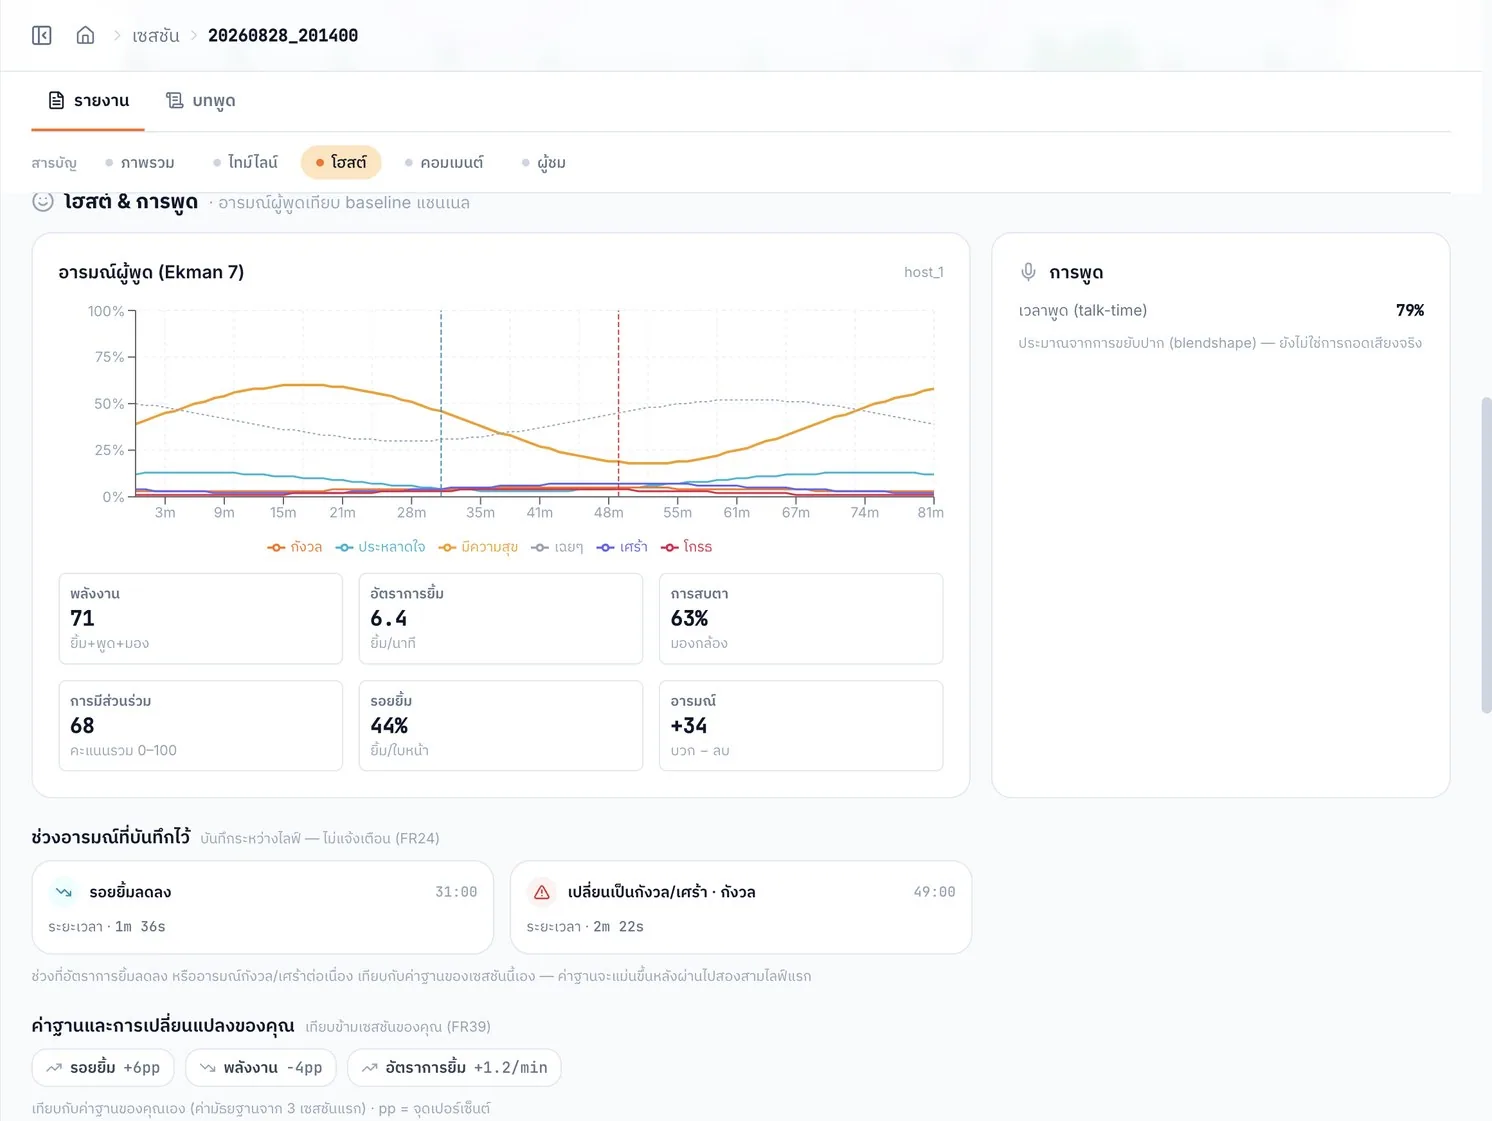 เซสชัน
20260828_201400
รายงาน
บทพูด
สารบัญ
ภาพรวม
ไทม์ไลน์
โฮสต์
คอมเมนต์
ผู้ชม
โฮสต์ & การพูด · อารมณ์ผู้พูดเทียบ baseline แชนเนล
อารมณ์ผู้พูด (Ekman 7)
host_1
100%
75%
50%
25%
0%
3m 9m 15m 21m 28m 35m 41m 48m 55m 61m 67m 74m 81m
กังวล ประหลาดใจ มีความสุข เฉยๆ เศร้า โกรธ
พลังงาน
71
ยิ้ม+พูด+มอง
อัตราการยิ้ม
6.4
ยิ้ม/นาที
การสบตา
63%
มองกล้อง
การมีส่วนร่วม
68
คะแนนรวม 0–100
รอยยิ้ม
44%
ยิ้ม/ใบหน้า
อารมณ์
+34
บวก − ลบ
การพูด
เวลาพูด (talk-time)
79%
ประมาณจากการขยับปาก (blendshape) — ยังไม่ใช่การถอดเสียงจริง
ช่วงอารมณ์ที่บันทึกไว้ บันทึกระหว่างไลฟ์ — ไม่แจ้งเตือน (FR24)
รอยยิ้มลดลง
31:00
ระยะเวลา · 1m 36s
เปลี่ยนเป็นกังวล/เศร้า · กังวล
49:00
ระยะเวลา · 2m 22s
ช่วงที่อัตราการยิ้มลดลง หรืออารมณ์กังวล/เศร้าต่อเนื่อง เทียบกับค่าฐานของเซสชันนี้เอง — ค่าฐานจะแม่นขึ้นหลังผ่านไปสองสามไลฟ์แรก
ค่าฐานและการเปลี่ยนแปลงของคุณ เทียบข้ามเซสชันของคุณ (FR39)
รอยยิ้ม +6pp
พลังงาน -4pp
อัตราการยิ้ม +1.2/min
เทียบกับค่าฐานของคุณเอง (ค่ามัธยฐานจาก 3 เซสชันแรก) · pp = จุดเปอร์เซ็นต์